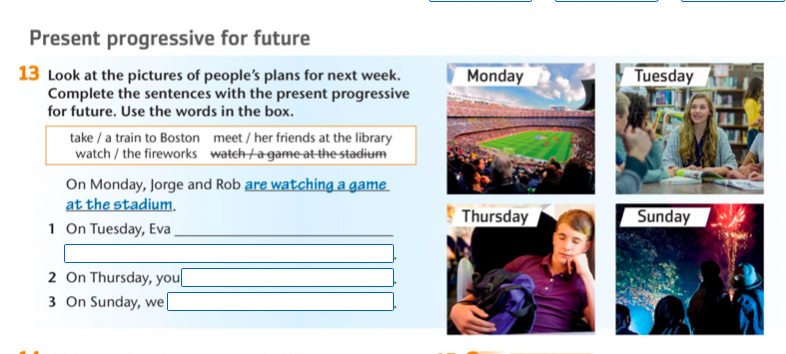 Present progressive for future
13 Look at the pictures of people's plans for next week.
Complete the sentences with the present progressive
for future. Use the words in the box.
take / a train to Boston meet / her friends at the library
watch / the fireworks watch / a game at the stadium
On Monday, Jorge and Rob are watching a game
at the stadium.
1 On Tuesday, Eva
.
2 On Thursday, you .
3 On Sunday, we .
Monday
Tuesday
Thursday
Sunday